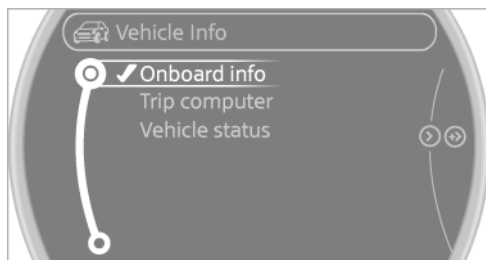 Vehicle Info
Onboard info
Trip computer
Vehicle status